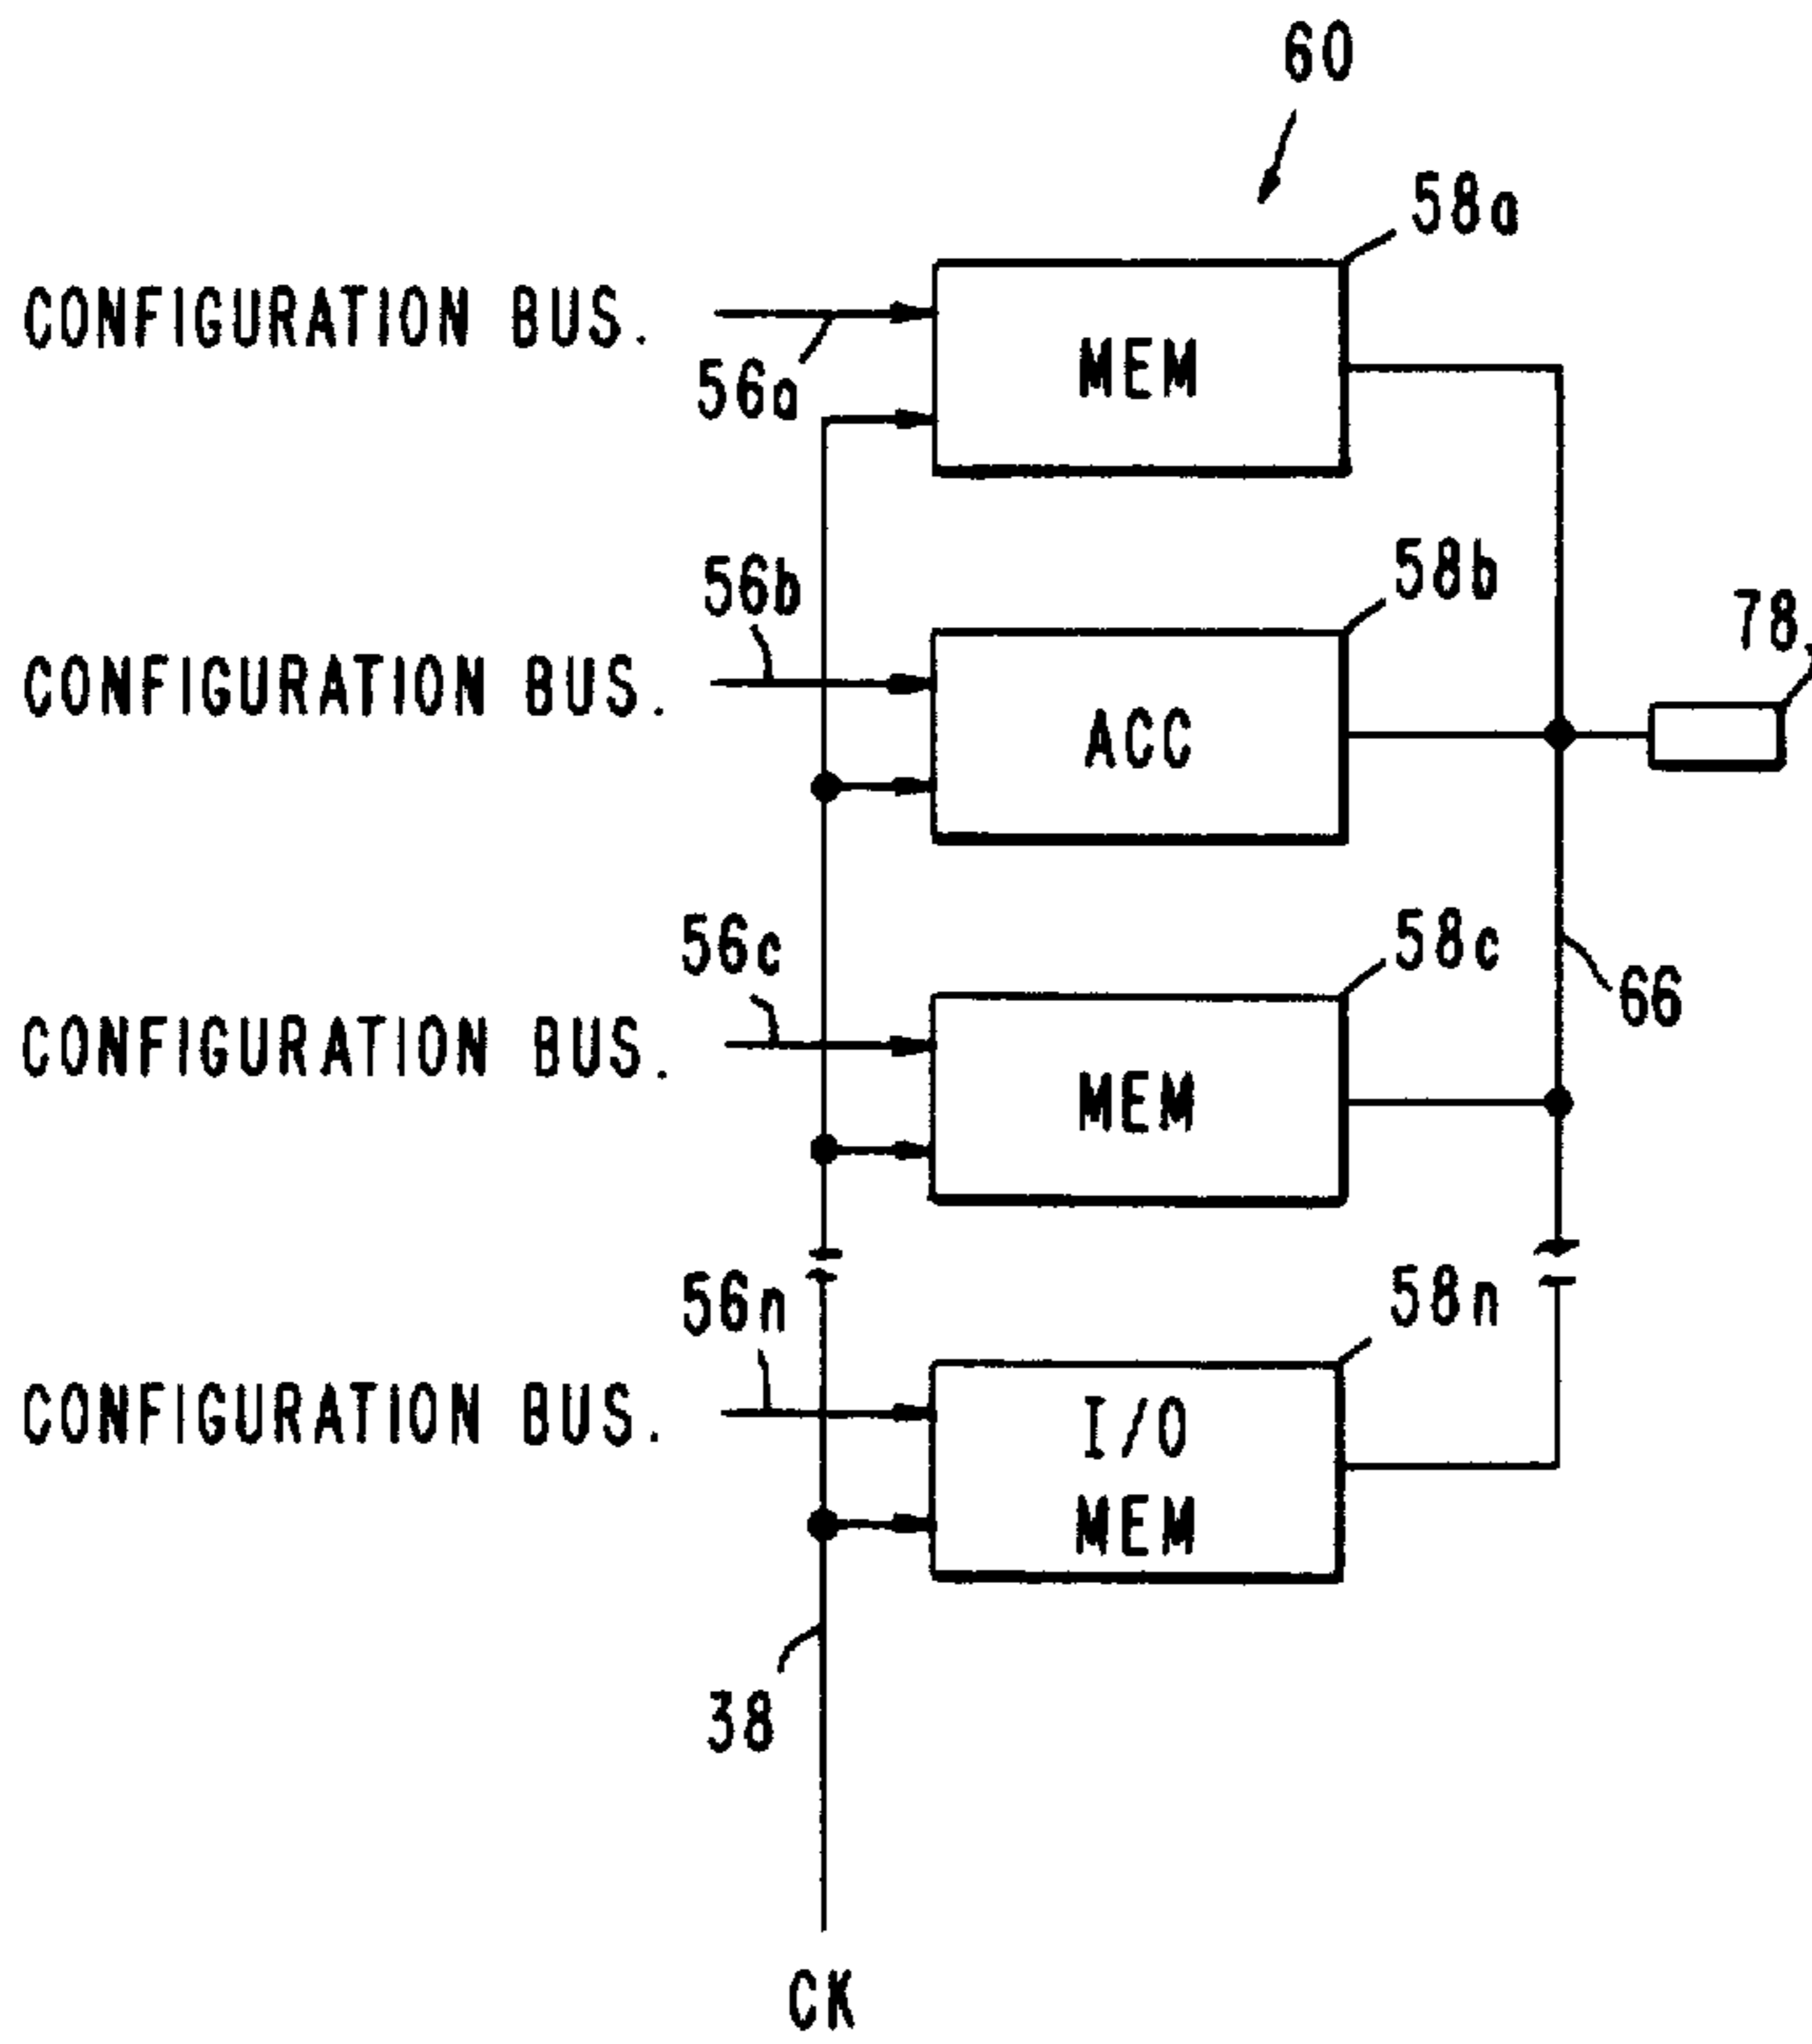 60
58a
CONFIGURATION BUS.
56a
MEM
56b
58b
78
CONFIGURATION BUS.
ACC
56c
58c
66
CONFIGURATION BUS.
MEM
56n
58n
CONFIGURATION BUS.
I/O
MEM
38
CK